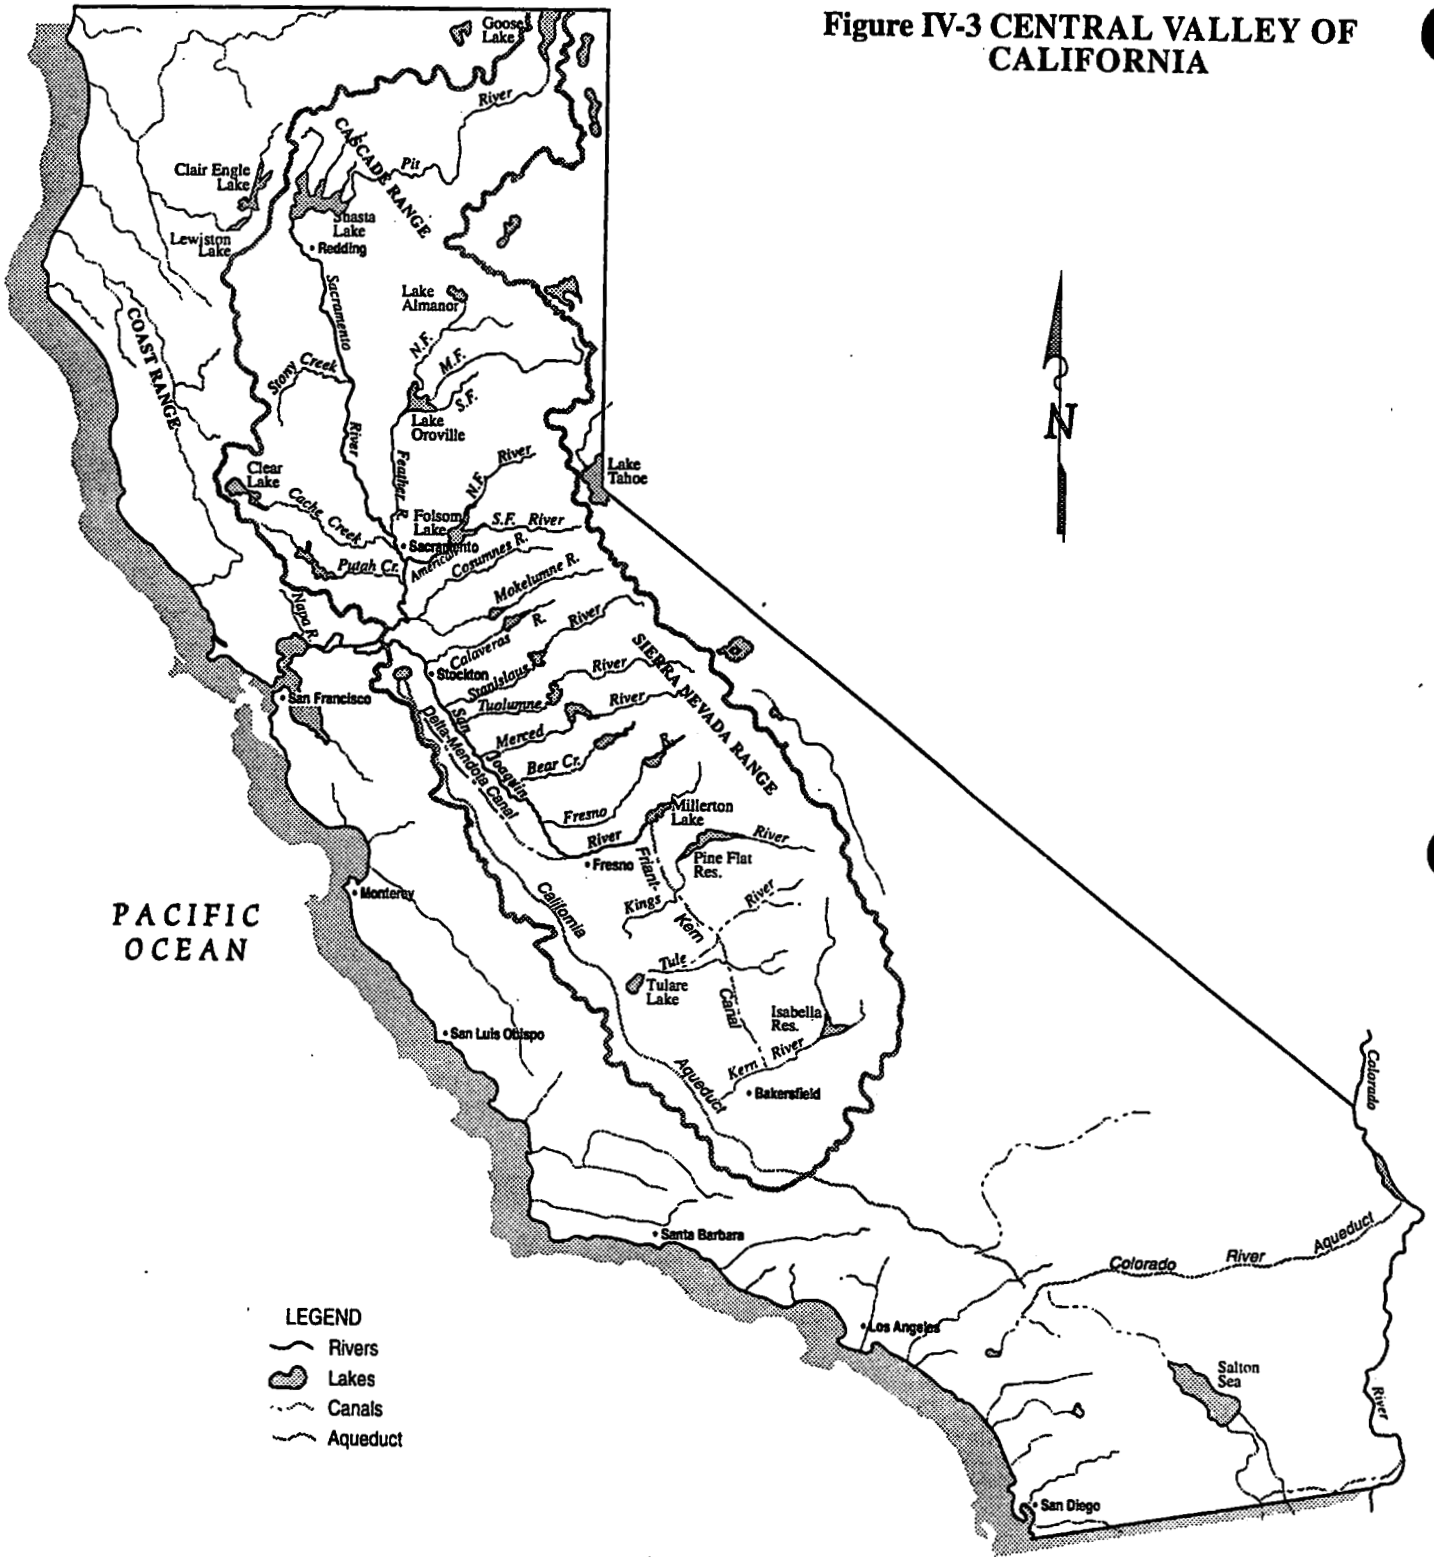 Figure IV-3 CENTRAL VALLEY OF
CALIFORNIA
Goose
Lake
River
CASCADE RANGE
Pit
Clair Engle
Lake
Shasta
Lake
Lewiston
Lake
Redding
Sacramento
River
Lake
Almanor
COAST RANGE
N.F.
M.F.
S.F.
Stony Creek
Lake
Oroville
Feather R.
Clear
Lake
Cache Creek
N.F.
River
Lake
Tahoe
Folsom
Lake
S.F. River
Sacramento
American
Cosumnes R.
Putah Cr.
Mokelumne R.
Napa R.
Calaveras R.
Stockton
Stanislaus River
SIERRA NEVADA RANGE
San Francisco
Tuolumne River
San Joaquin River
Delta-Mendota Canal
Merced River
Bear Cr.
Fresno R.
Millerton
Lake
Fresno
Pine Flat
Res.
River
Friant-Kern Canal
Kings
Monterey
California Aqueduct
River
PACIFIC
OCEAN
Tule
Tulare
Lake
Isabella
Res.
San Luis Obispo
Kern River
Bakersfield
Colorado
River
Santa Barbara
Colorado River Aqueduct
Los Angeles
Salton
Sea
San Diego
N
LEGEND
Rivers
Lakes
Canals
Aqueduct